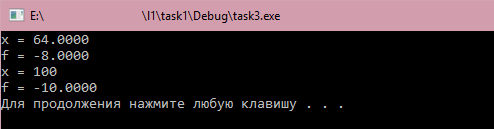 E:\ \l1\task1\Debug\task3.exe
x = 64.0000
f = -8.0000
x = 100
f = -10.0000
Для продолжения нажмите любую клавишу . . .